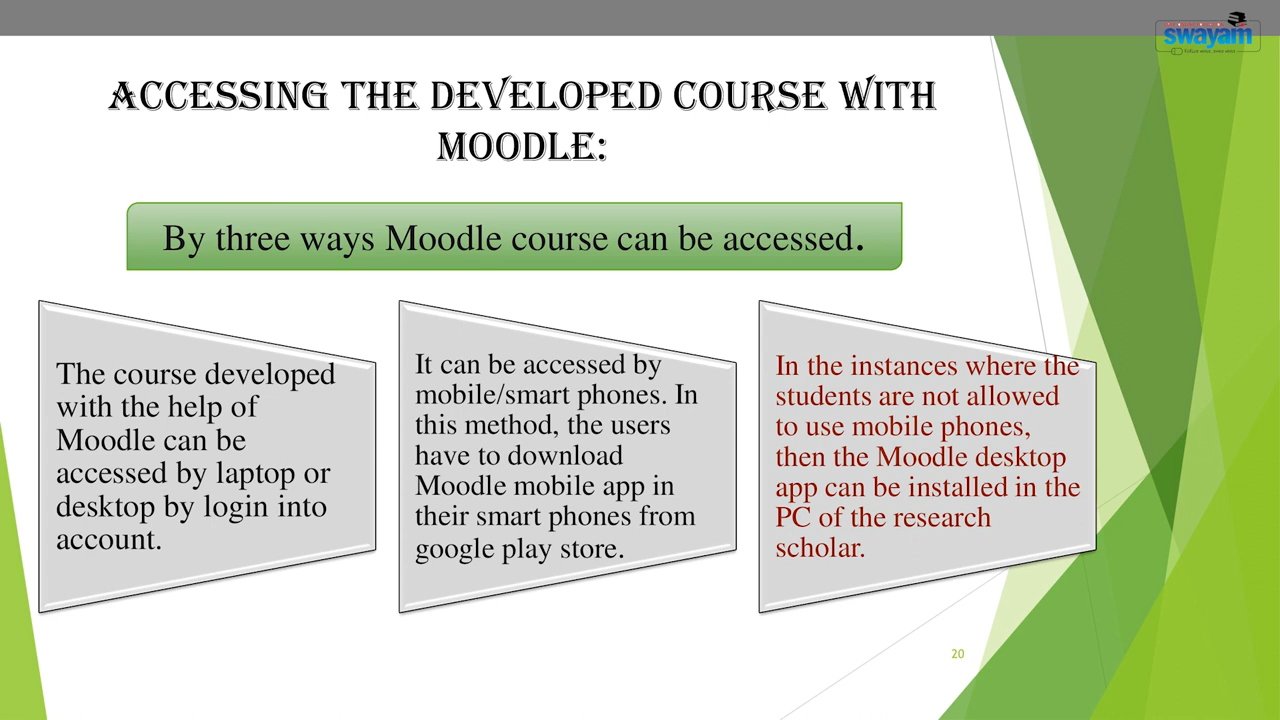 swayam
ACCESSING THE DEVELOPED COURSE WITH
MOODLE:
By three ways Moodle course can be accessed.
The course developed
with the help of
Moodle can be
accessed by laptop or
desktop by login into
account.
It can be accessed by
mobile/smart phones. In
this method, the users
have to download
Moodle mobile app in
their smart phones from
google play store.
In the instances where the
students are not allowed
to use mobile phones,
then the Moodle desktop
app can be installed in the
PC of the research
scholar.
20